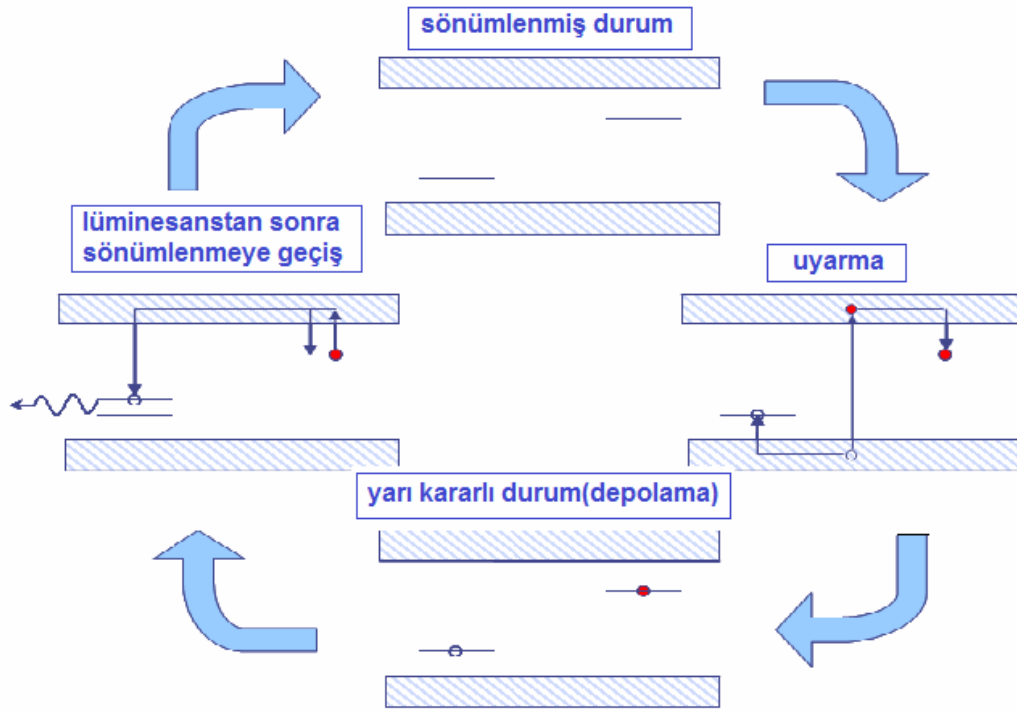 sönümlenmiş durum
lüminesanstan sonra
sönümlenmeye geçiş
uyarma
yarı kararlı durum(depolama)